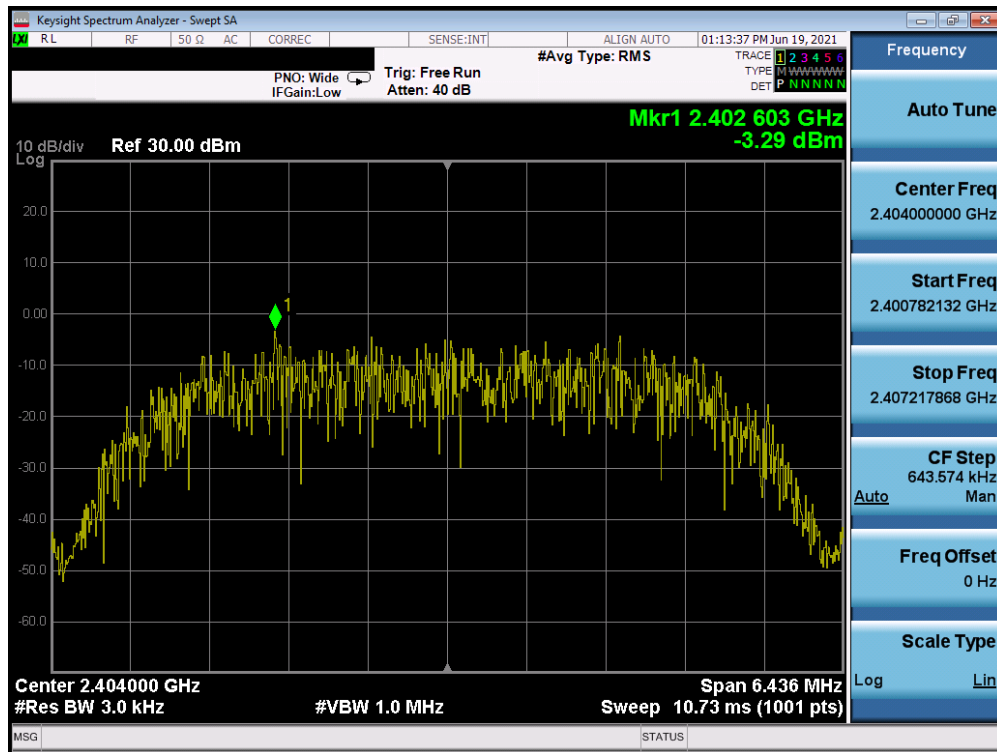 Keysight Spectrum Analyzer - Swept SA
LXI RL RF 50 Ω AC CORREC SENSE:INT ALIGN AUTO 01:13:37 PM Jun 19, 2021
Frequency
PNO: Wide
IFGain:Low
Trig: Free Run
Atten: 40 dB
#Avg Type: RMS
TRACE 1 2 3 4 5 6
TYPE M WWWWW
DET P N N N N N
Auto Tune
Mkr1 2.402 603 GHz
-3.29 dBm
10 dB/div Ref 30.00 dBm
Log
20.0
10.0
0.00
-10.0
-20.0
-30.0
-40.0
-50.0
-60.0
1
Center Freq
2.404000000 GHz
Start Freq
2.400782132 GHz
Stop Freq
2.407217868 GHz
CF Step
643.574 kHz
Auto Man
Freq Offset
0 Hz
Scale Type
Log Lin
Center 2.404000 GHz Span 6.436 MHz
#Res BW 3.0 kHz #VBW 1.0 MHz Sweep 10.73 ms (1001 pts)
MSG STATUS